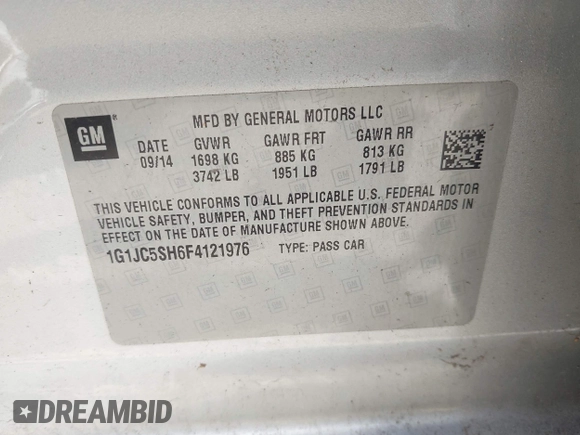 GM
MFD BY GENERAL MOTORS LLC
DATE GVWR GAWR FRT GAWR RR
09/14 1698 KG 885 KG 813 KG
3742 LB 1951 LB 1791 LB
THIS VEHICLE CONFORMS TO ALL APPLICABLE U.S. FEDERAL MOTOR
VEHICLE SAFETY, BUMPER, AND THEFT PREVENTION STANDARDS IN
EFFECT ON THE DATE OF MANUFACTURE SHOWN ABOVE.
1G1JC5SH6F4121976 TYPE: PASS CAR
DREAMBID